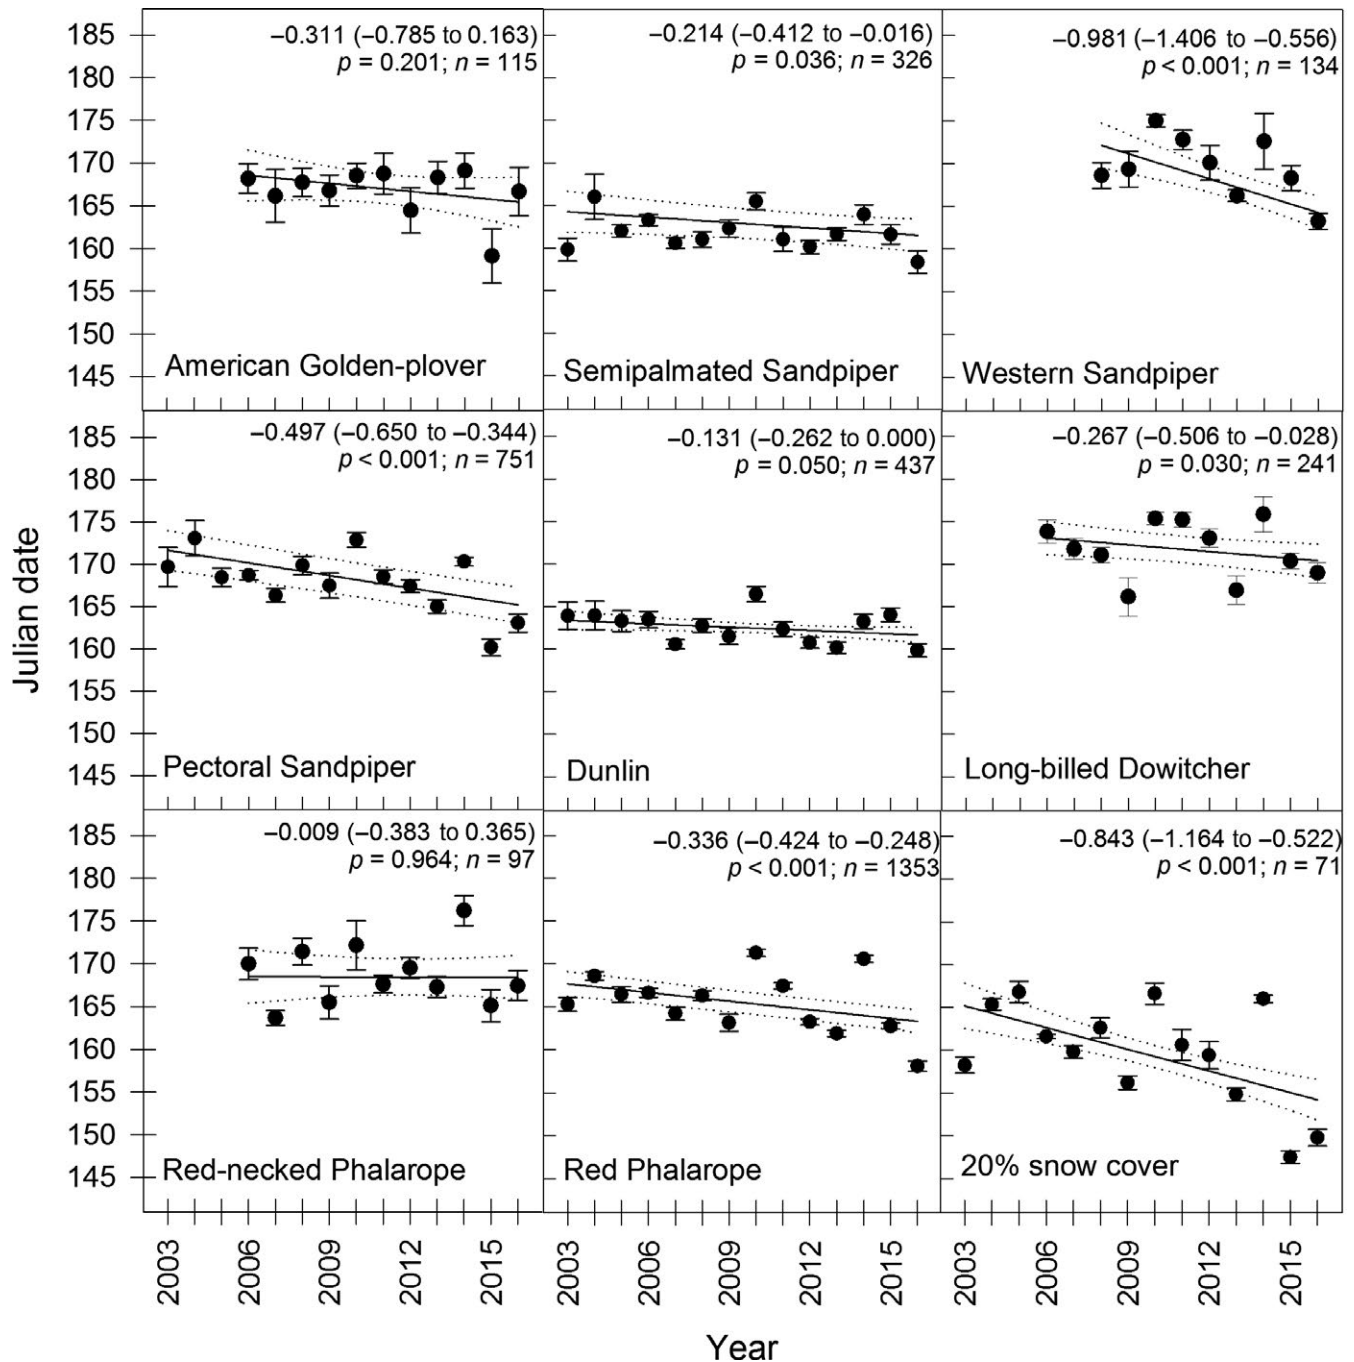 Julian date
185
180
175
170
165
160
155
150
145
−0.311 (−0.785 to 0.163)
p = 0.201; n = 115
American Golden-plover
−0.214 (−0.412 to −0.016)
p = 0.036; n = 326
Semipalmated Sandpiper
−0.981 (−1.406 to −0.556)
p < 0.001; n = 134
Western Sandpiper
185
180
175
170
165
160
155
150
145
−0.497 (−0.650 to −0.344)
p < 0.001; n = 751
Pectoral Sandpiper
−0.131 (−0.262 to 0.000)
p = 0.050; n = 437
Dunlin
−0.267 (−0.506 to −0.028)
p = 0.030; n = 241
Long-billed Dowitcher
185
180
175
170
165
160
155
150
145
−0.009 (−0.383 to 0.365)
p = 0.964; n = 97
Red-necked Phalarope
−0.336 (−0.424 to −0.248)
p < 0.001; n = 1353
Red Phalarope
−0.843 (−1.164 to −0.522)
p < 0.001; n = 71
20% snow cover
2003 2006 2009 2012 2015 2003 2006 2009 2012 2015 2003 2006 2009 2012 2015
Year